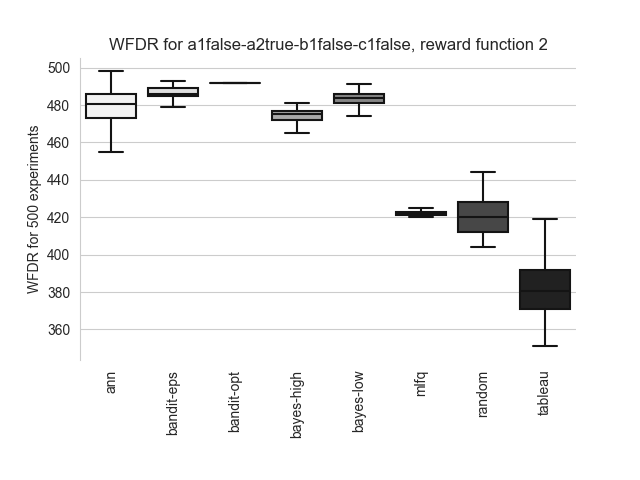 WFDR for a1false-a2true-b1false-c1false, reward function 2
WFDR for 500 experiments
500
480
460
440
420
400
380
360
ann
bandit-eps
bandit-opt
bayes-high
bayes-low
mlfq
random
tableau